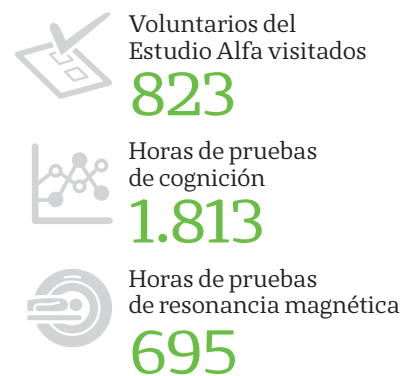 Voluntarios del
Estudio Alfa visitados
823
Horas de pruebas
de cognición
1.813
Horas de pruebas
de resonancia magnética
695